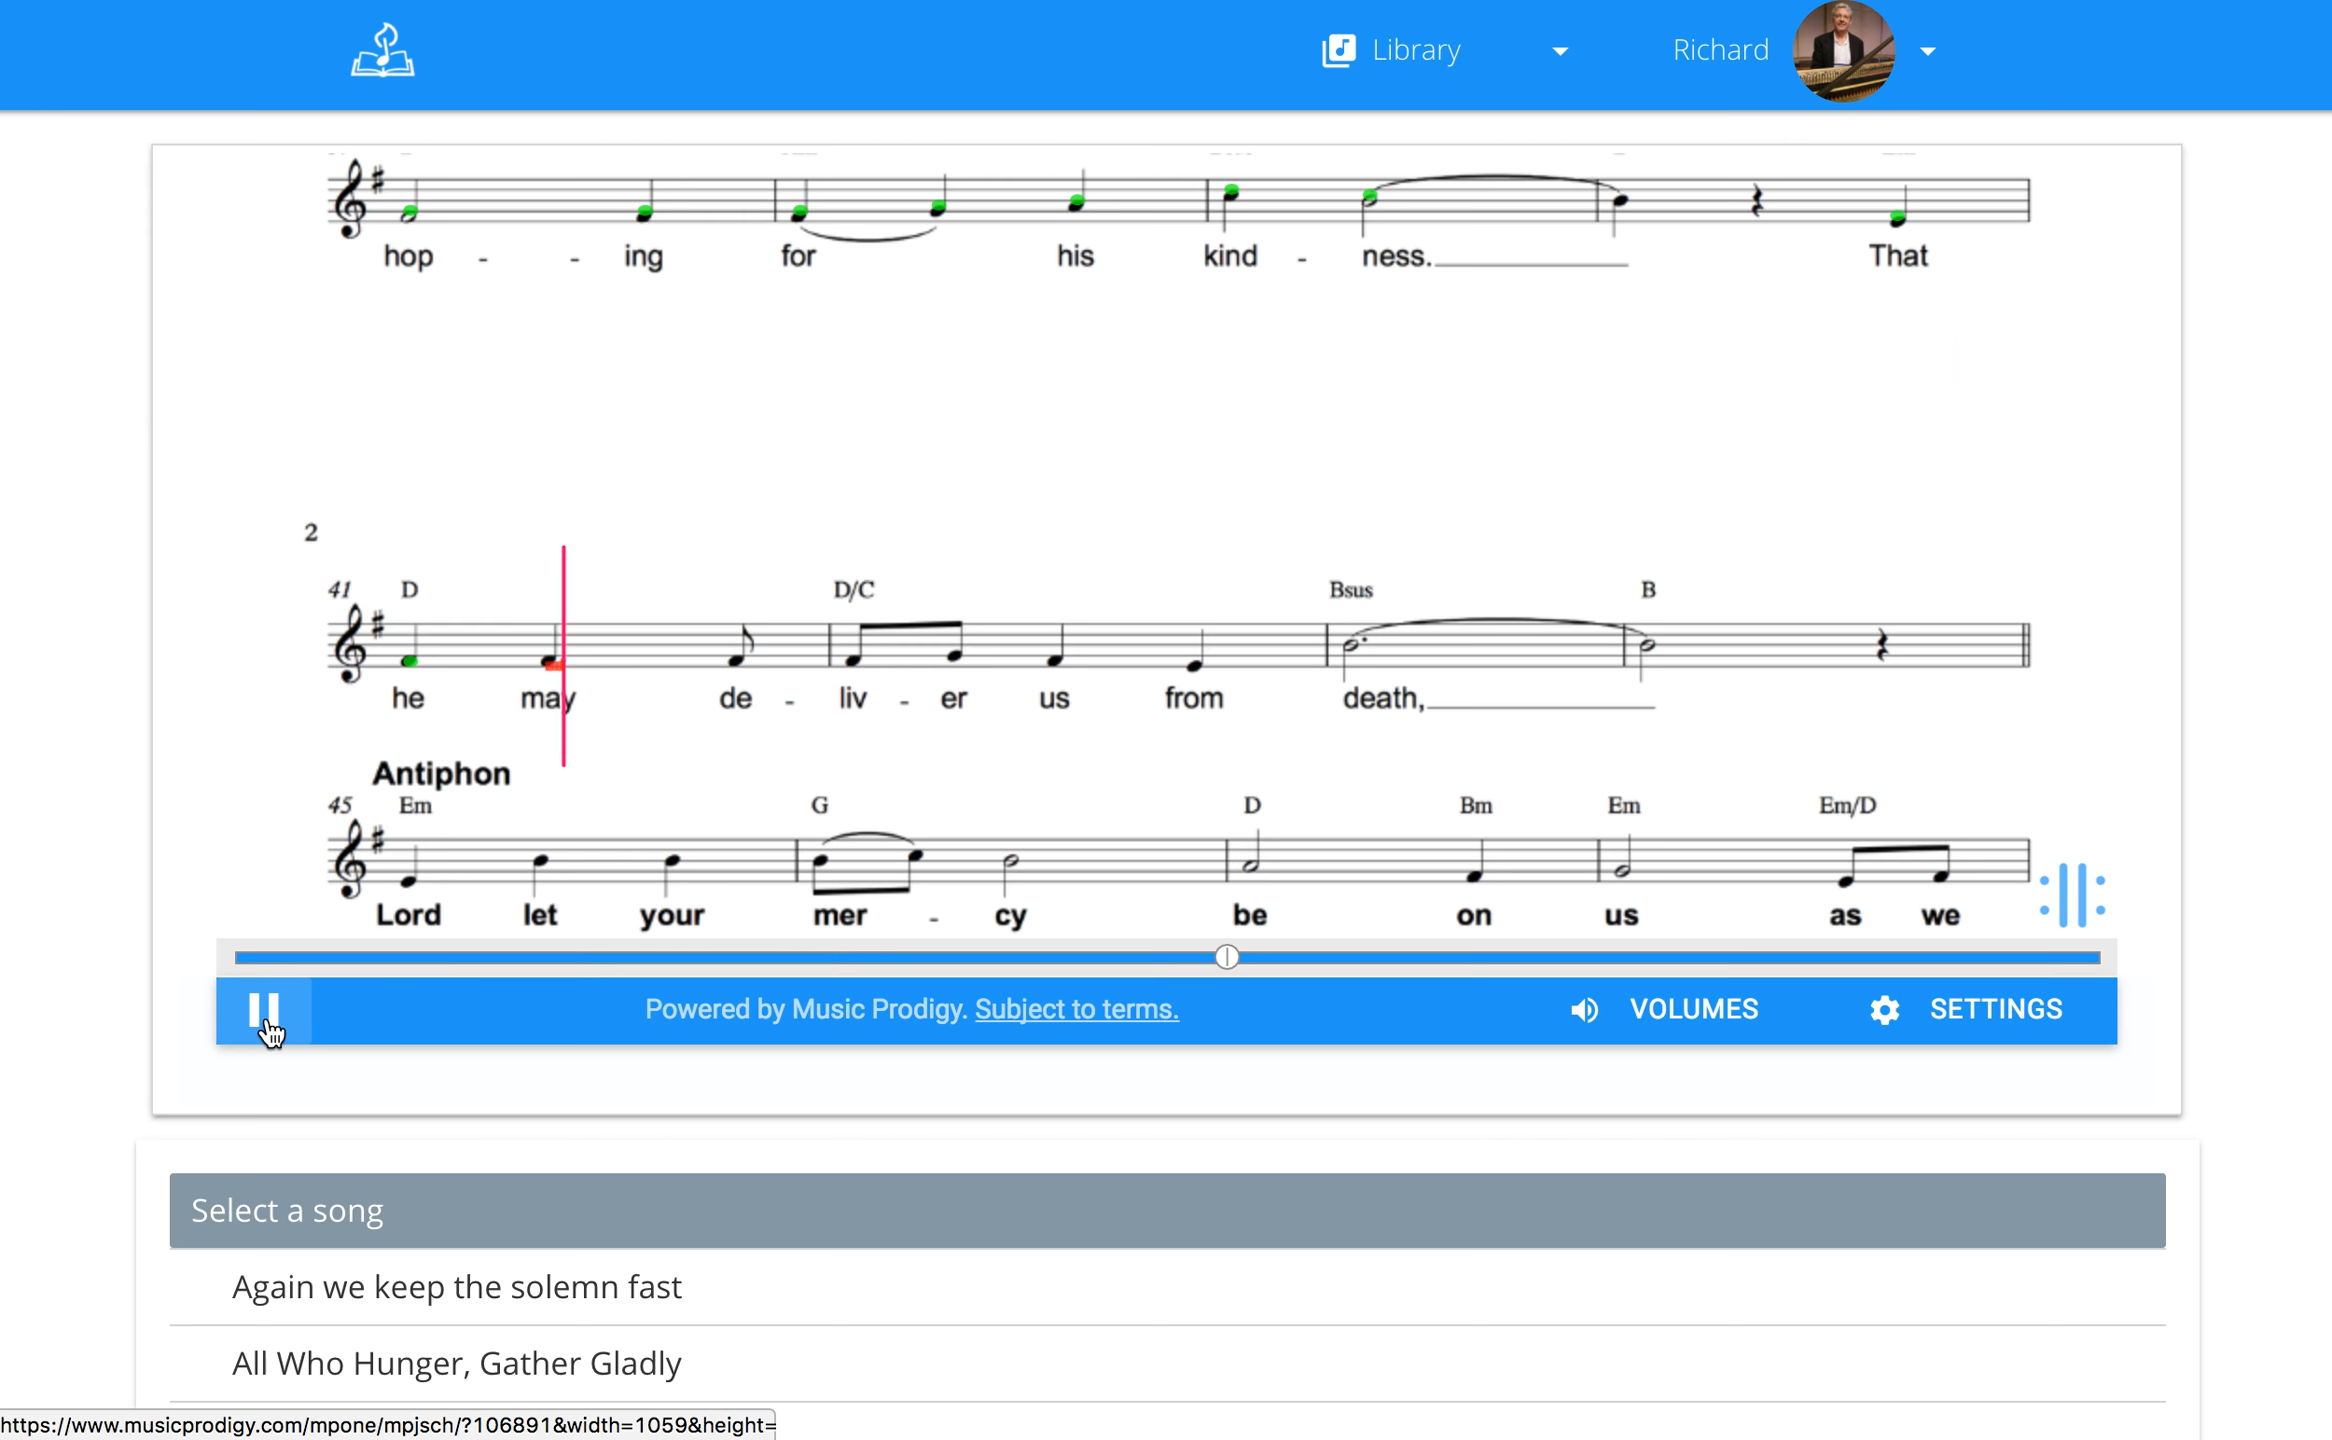 Library Richard
hop - - ing for his kind - ness. That
2
41 D D/C Bsus B
he may de - liv - er us from death,
Antiphon
45 Em G D Bm Em Em/D
Lord let your mer - cy be on us as we
Powered by Music Prodigy. Subject to terms. VOLUMES SETTINGS
Select a song
Again we keep the solemn fast
All Who Hunger, Gather Gladly
https://www.musicprodigy.com/mpone/mpjsch/?106891&width=1059&height=